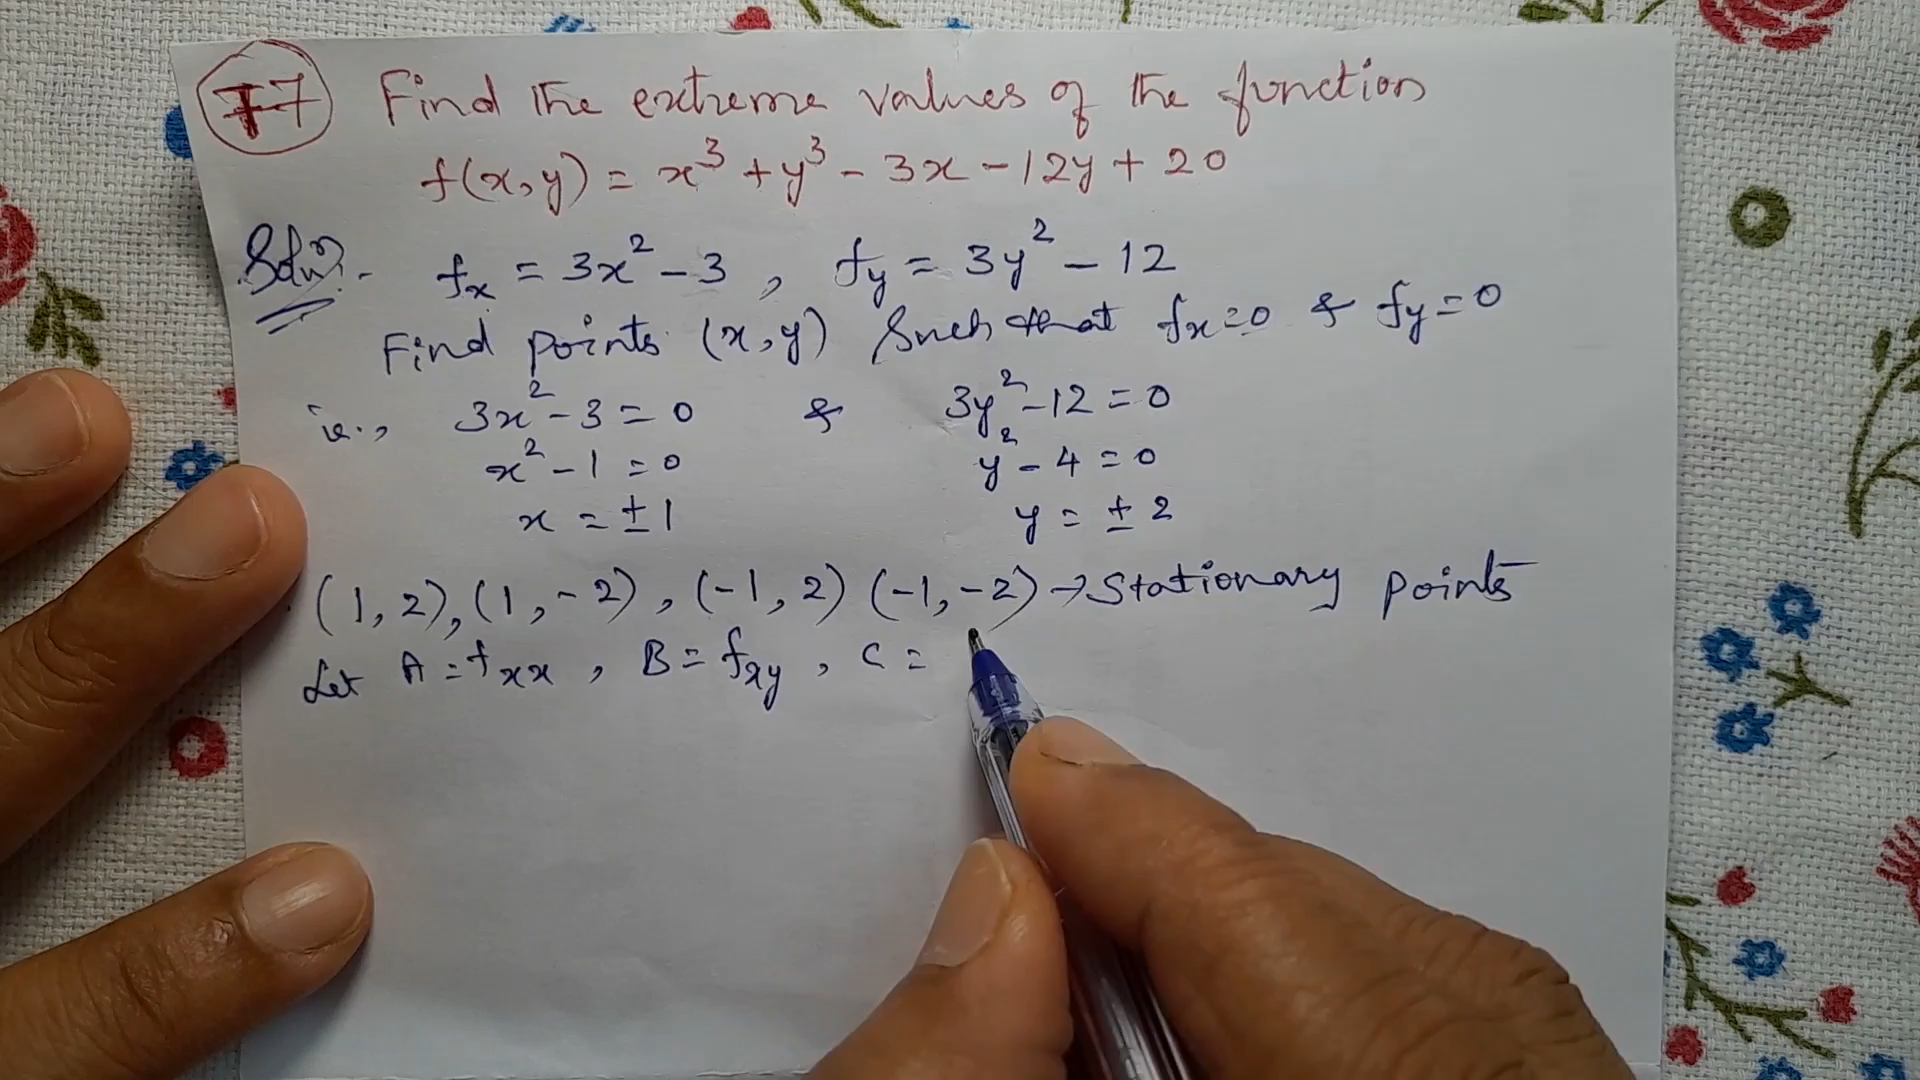 77 Find the extreme values of the function
f(x,y) = x³ + y³ - 3x - 12y + 20
Soln:- fx = 3x² - 3 , fy = 3y² - 12
Find points (x,y) such that fx = 0 & fy = 0
ie., 3x² - 3 = 0 & 3y² - 12 = 0
x² - 1 = 0 y² - 4 = 0
x = ± 1 y = ± 2
(1, 2), (1, -2), (-1, 2) (-1, -2) → Stationary points
Let A = fxx , B = fxy , C =